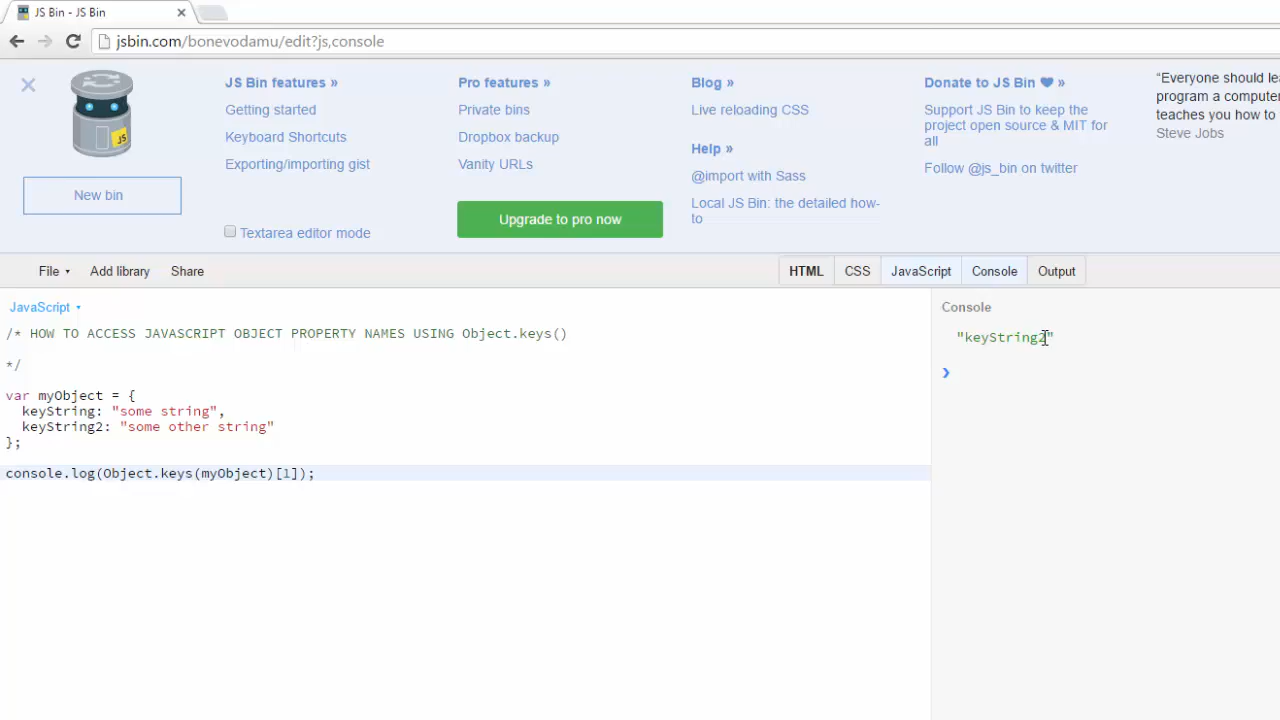 JS Bin - JS Bin
jsbin.com/bonevodamu/edit?js,console
JS Bin features »
Getting started
Keyboard Shortcuts
Exporting/importing gist
Textarea editor mode
Pro features »
Private bins
Dropbox backup
Vanity URLs
Upgrade to pro now
Blog »
Live reloading CSS
Help »
@import with Sass
Local JS Bin: the detailed how-
to
Donate to JS Bin ❤ »
Support JS Bin to keep the
project open source & MIT for
all
Follow @js_bin on twitter
“Everyone should
program a
teaches you how to
Steve Jobs
JS
New bin
File
Add library
Share
HTML
CSS
JavaScript
Console
Output
JavaScript
/* HOW TO ACCESS JAVASCRIPT OBJECT PROPERTY NAMES USING Object.keys()
*/
var myObject = {
keyString: "some string",
keyString2: "some other string"
};
console.log(Object.keys(myObject)[1]);
Console
"keyString2"